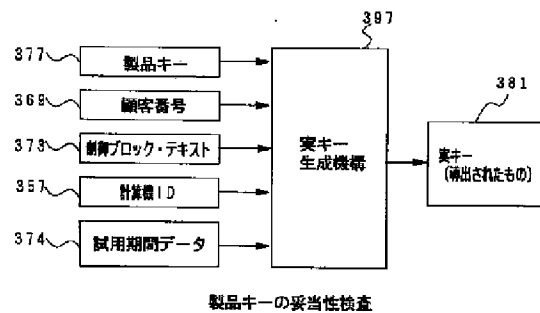 397
377
製品キー
369
顧客番号
381
373
制御ブロック・テキスト
実キー
生成機構
実キー
(導出されたもの)
357
計算機ID
374
試用期間データ
製品キーの妥当性検査